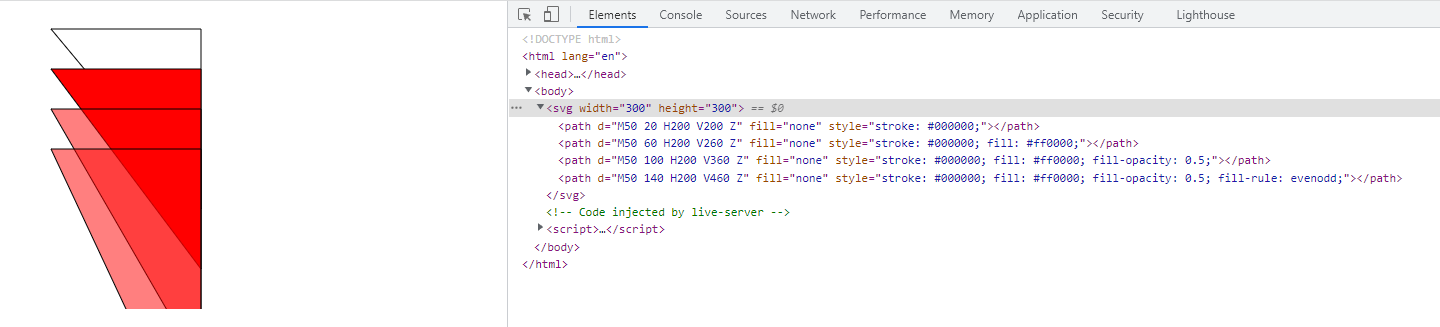 Elements Console Sources Network Performance Memory Application Security Lighthouse
<!DOCTYPE html>
<html lang="en">
<head>…</head>
<body>
<svg width="300" height="300"> == $0
<path d="M50 20 H200 V200 Z" fill="none" style="stroke: #000000;"></path>
<path d="M50 60 H200 V260 Z" fill="none" style="stroke: #000000; fill: #ff0000;"></path>
<path d="M50 100 H200 V360 Z" fill="none" style="stroke: #000000; fill: #ff0000; fill-opacity: 0.5;"></path>
<path d="M50 140 H200 V460 Z" fill="none" style="stroke: #000000; fill: #ff0000; fill-opacity: 0.5; fill-rule: evenodd;"></path>
</svg>
<!-- Code injected by live-server -->
<script>…</script>
</body>
</html>